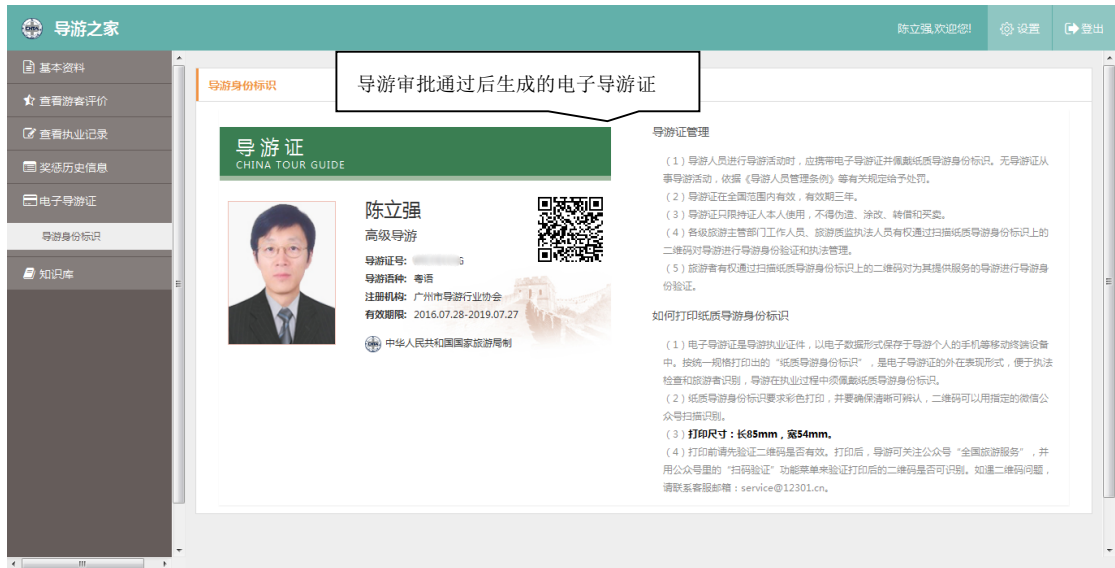 导游之家
陈立强,欢迎您!
设置
登出
基本资料
查看游客评价
查看执业记录
奖惩历史信息
电子导游证
导游身份标识
知识库
导游身份标识
导游审批通过后生成的电子导游证
导游证
CHINA TOUR GUIDE
陈立强
高级导游
导游证号:
导游语种: 粤语
注册机构: 广州市导游行业协会
有效期限: 2016.07.28-2019.07.27
中华人民共和国国家旅游局制
导游证管理
（1）导游人员进行导游活动时，应携带电子导游证并佩戴纸质导游身份标识。无导游证从
事导游活动，依据《导游人员管理条例》等有关规定给予处罚。
（2）导游证在全国范围内有效，有效期三年。
（3）导游证只限持证人本人使用，不得伪造、涂改、转借和买卖。
（4）各级旅游主管部门工作人员、旅游质监执法人员有权通过扫描纸质导游身份标识上的
二维码对导游进行导游身份验证和执法管理。
（5）旅游者有权通过扫描纸质导游身份标识上的二维码对为其提供服务的导游进行导游身
份验证。
如何打印纸质导游身份标识
（1）电子导游证是导游执业证件，以电子数据形式保存于导游个人的手机等移动终端设备
中。按统一规格打印出的“纸质导游身份标识”，是电子导游证的外在表现形式，便于执法
检查和旅游者识别，导游在执业过程中须佩戴纸质导游身份标识。
（2）纸质导游身份标识要求彩色打印，并要确保清晰可辨认，二维码可以用指定的微信公
众号扫描识别。
（3）打印尺寸：长85mm，宽54mm。
（4）打印前请先验证二维码是否有效。打印后，导游可关注公众号“全国旅游服务”，并
用公众号里的“扫码验证”功能菜单来验证打印后的二维码是否可识别。如遇二维码问题，
请联系客服邮箱：service@12301.cn。